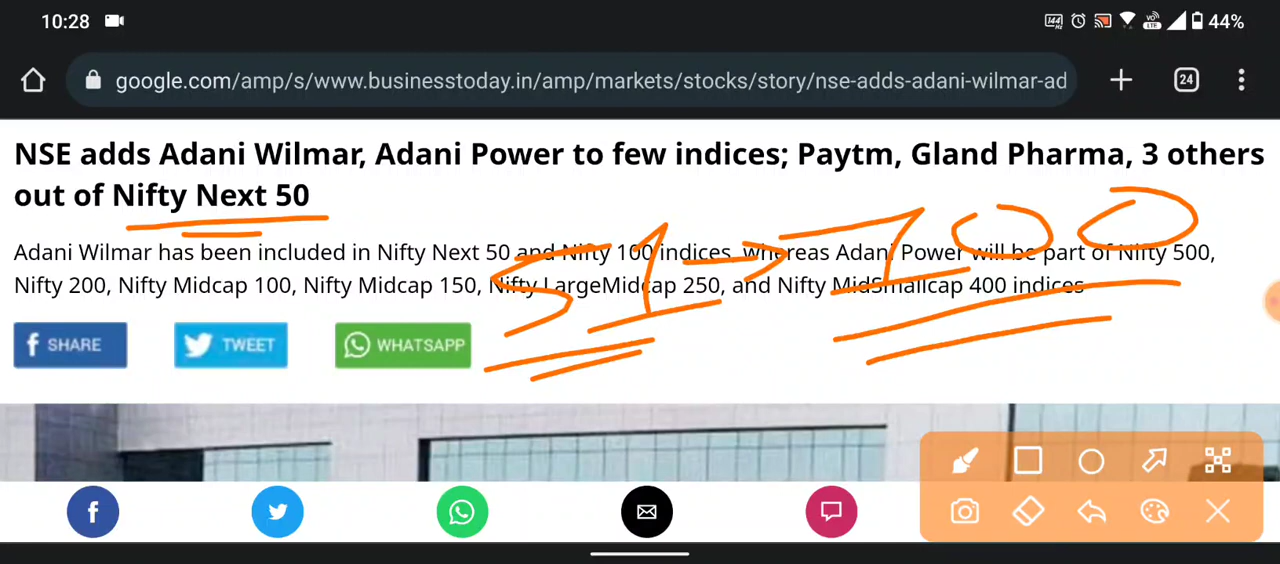 10:28 44%
google.com/amp/s/www.businesstoday.in/amp/markets/stocks/story/nse-adds-adani-wilmar-ad 24
NSE adds Adani Wilmar, Adani Power to few indices; Paytm, Gland Pharma, 3 others
out of Nifty Next 50
Adani Wilmar has been included in Nifty Next 50 and Nifty 100 indices, whereas Adani Power will be part of Nifty 500,
Nifty 200, Nifty Midcap 100, Nifty Midcap 150, Nifty LargeMidcap 250, and Nifty MidSmallcap 400 indices
51→100
f SHARE TWEET WHATSAPP
f